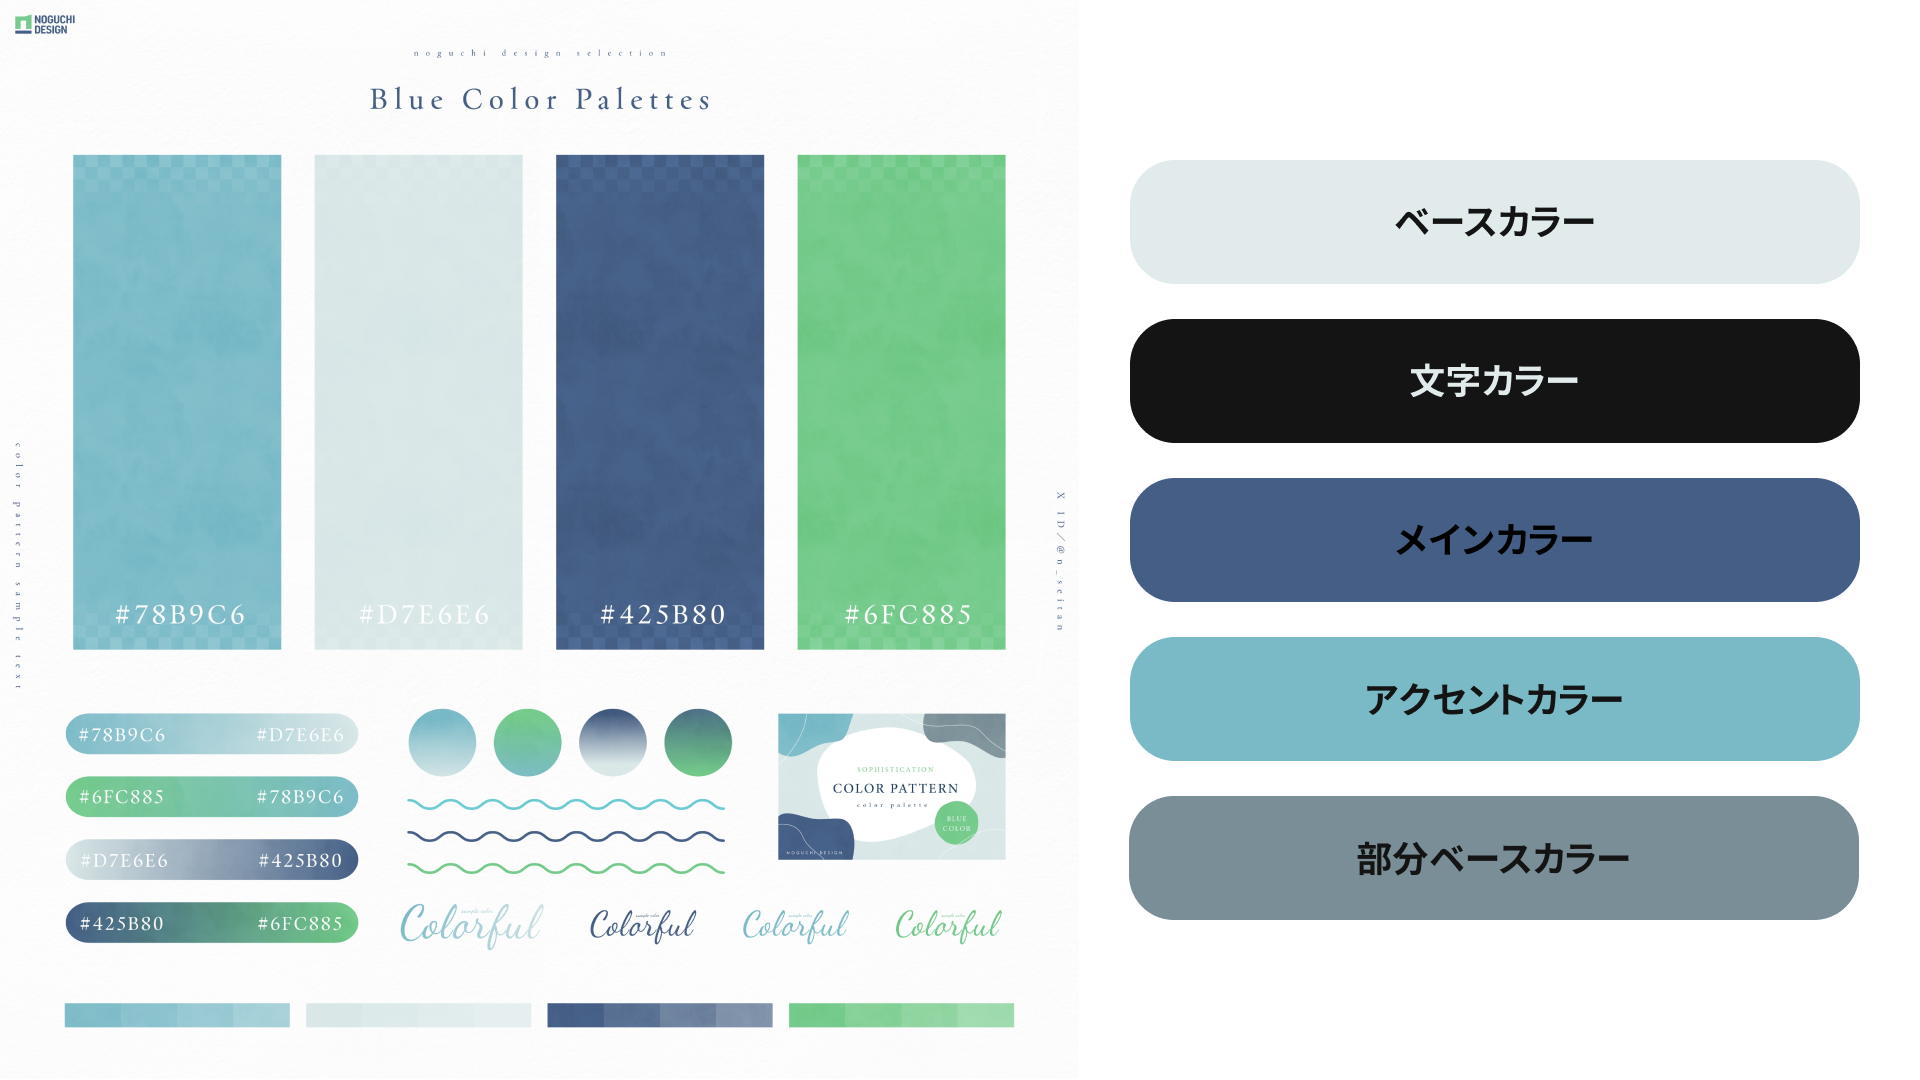 NOGUCHI
DESIGN
noguchi design selection
Blue Color Palettes
#78B9C6
#D7E6E6
#425B80
#6FC885
color pattern sample text
X ID/@n_seitan
#78B9C6 #D7E6E6
#6FC885 #78B9C6
#D7E6E6 #425B80
#425B80 #6FC885
SOPHISTICATION
COLOR PATTERN
color palette
BLUE
COLOR
NOGUCHI DESIGN
Colorful
Colorful
Colorful
Colorful
ベースカラー
文字カラー
メインカラー
アクセントカラー
部分ベースカラー